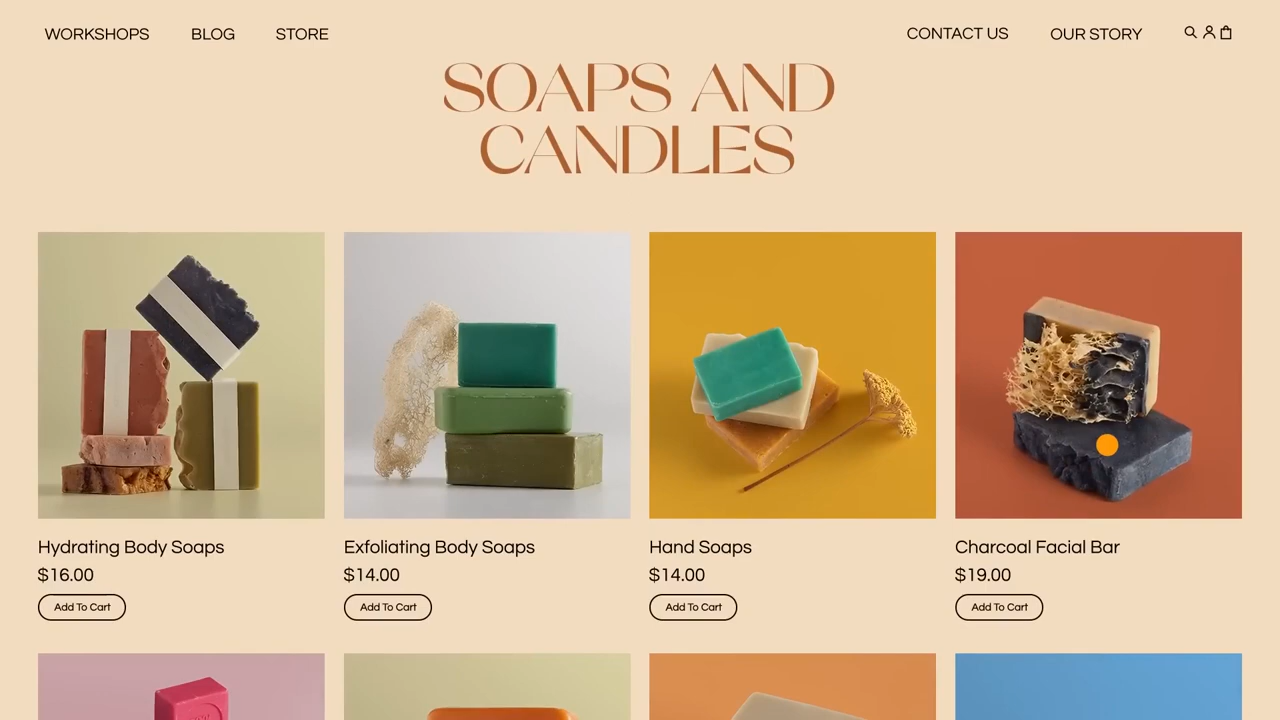 WORKSHOPS BLOG STORE CONTACT US OUR STORY
SOAPS AND
CANDLES
Hydrating Body Soaps
$16.00
Add To Cart
Exfoliating Body Soaps
$14.00
Add To Cart
Hand Soaps
$14.00
Add To Cart
Charcoal Facial Bar
$19.00
Add To Cart